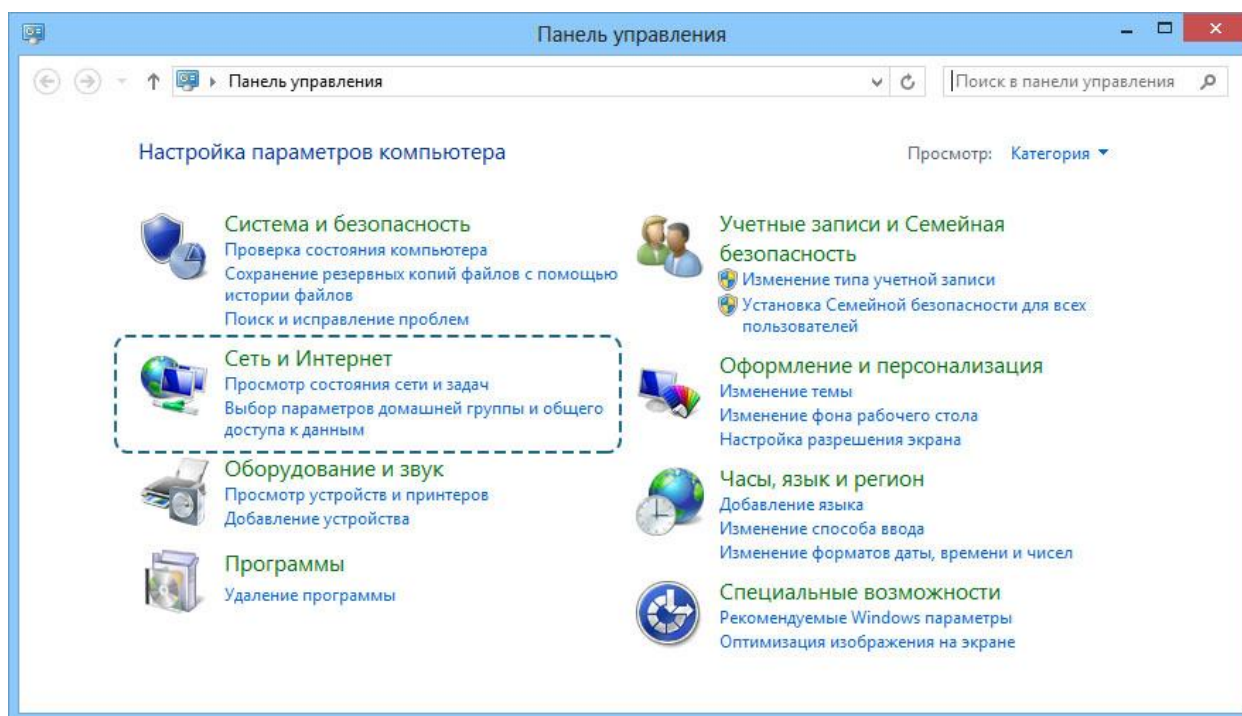 Панель управления
Панель управления
Поиск в панели управления
Настройка параметров компьютера
Просмотр: Категория
Система и безопасность
Проверка состояния компьютера
Сохранение резервных копий файлов с помощью
истории файлов
Поиск и исправление проблем
Сеть и Интернет
Просмотр состояния сети и задач
Выбор параметров домашней группы и общего
доступа к данным
Оборудование и звук
Просмотр устройств и принтеров
Добавление устройства
Программы
Удаление программы
Учетные записи и Семейная
безопасность
Изменение типа учетной записи
Установка Семейной безопасности для всех
пользователей
Оформление и персонализация
Изменение темы
Изменение фона рабочего стола
Настройка разрешения экрана
Часы, язык и регион
Добавление языка
Изменение способа ввода
Изменение форматов даты, времени и чисел
Специальные возможности
Рекомендуемые Windows параметры
Оптимизация изображения на экране